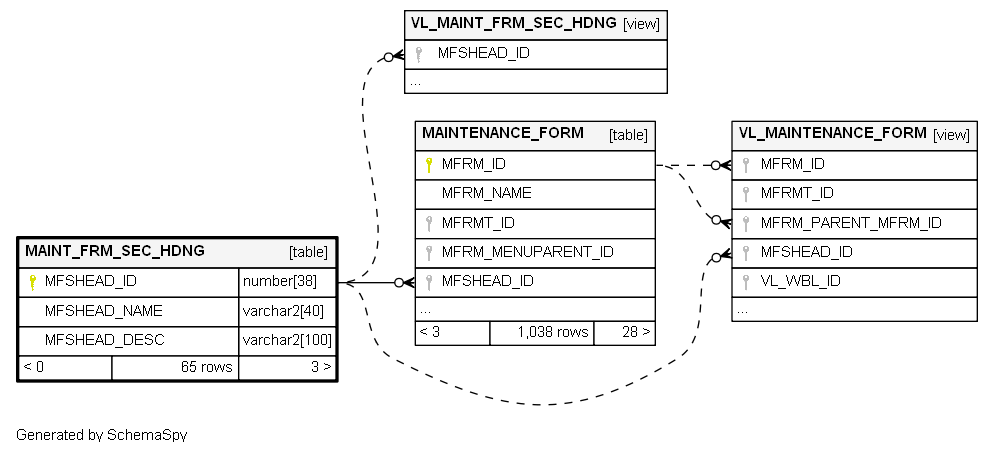 VL_MAINT_FRM_SEC_HDNG [view]
MFSHEAD_ID
...
MAINTENANCE_FORM [table]
MFRM_ID
MFRM_NAME
MFRMT_ID
MFRM_MENUPARENT_ID
MFSHEAD_ID
...
< 3 1,038 rows 28 >
VL_MAINTENANCE_FORM [view]
MFRM_ID
MFRMT_ID
MFRM_PARENT_MFRM_ID
MFSHEAD_ID
VL_WBL_ID
...
MAINT_FRM_SEC_HDNG [table]
MFSHEAD_ID number[38]
MFSHEAD_NAME varchar2[40]
MFSHEAD_DESC varchar2[100]
< 0 65 rows 3 >
Generated by SchemaSpy